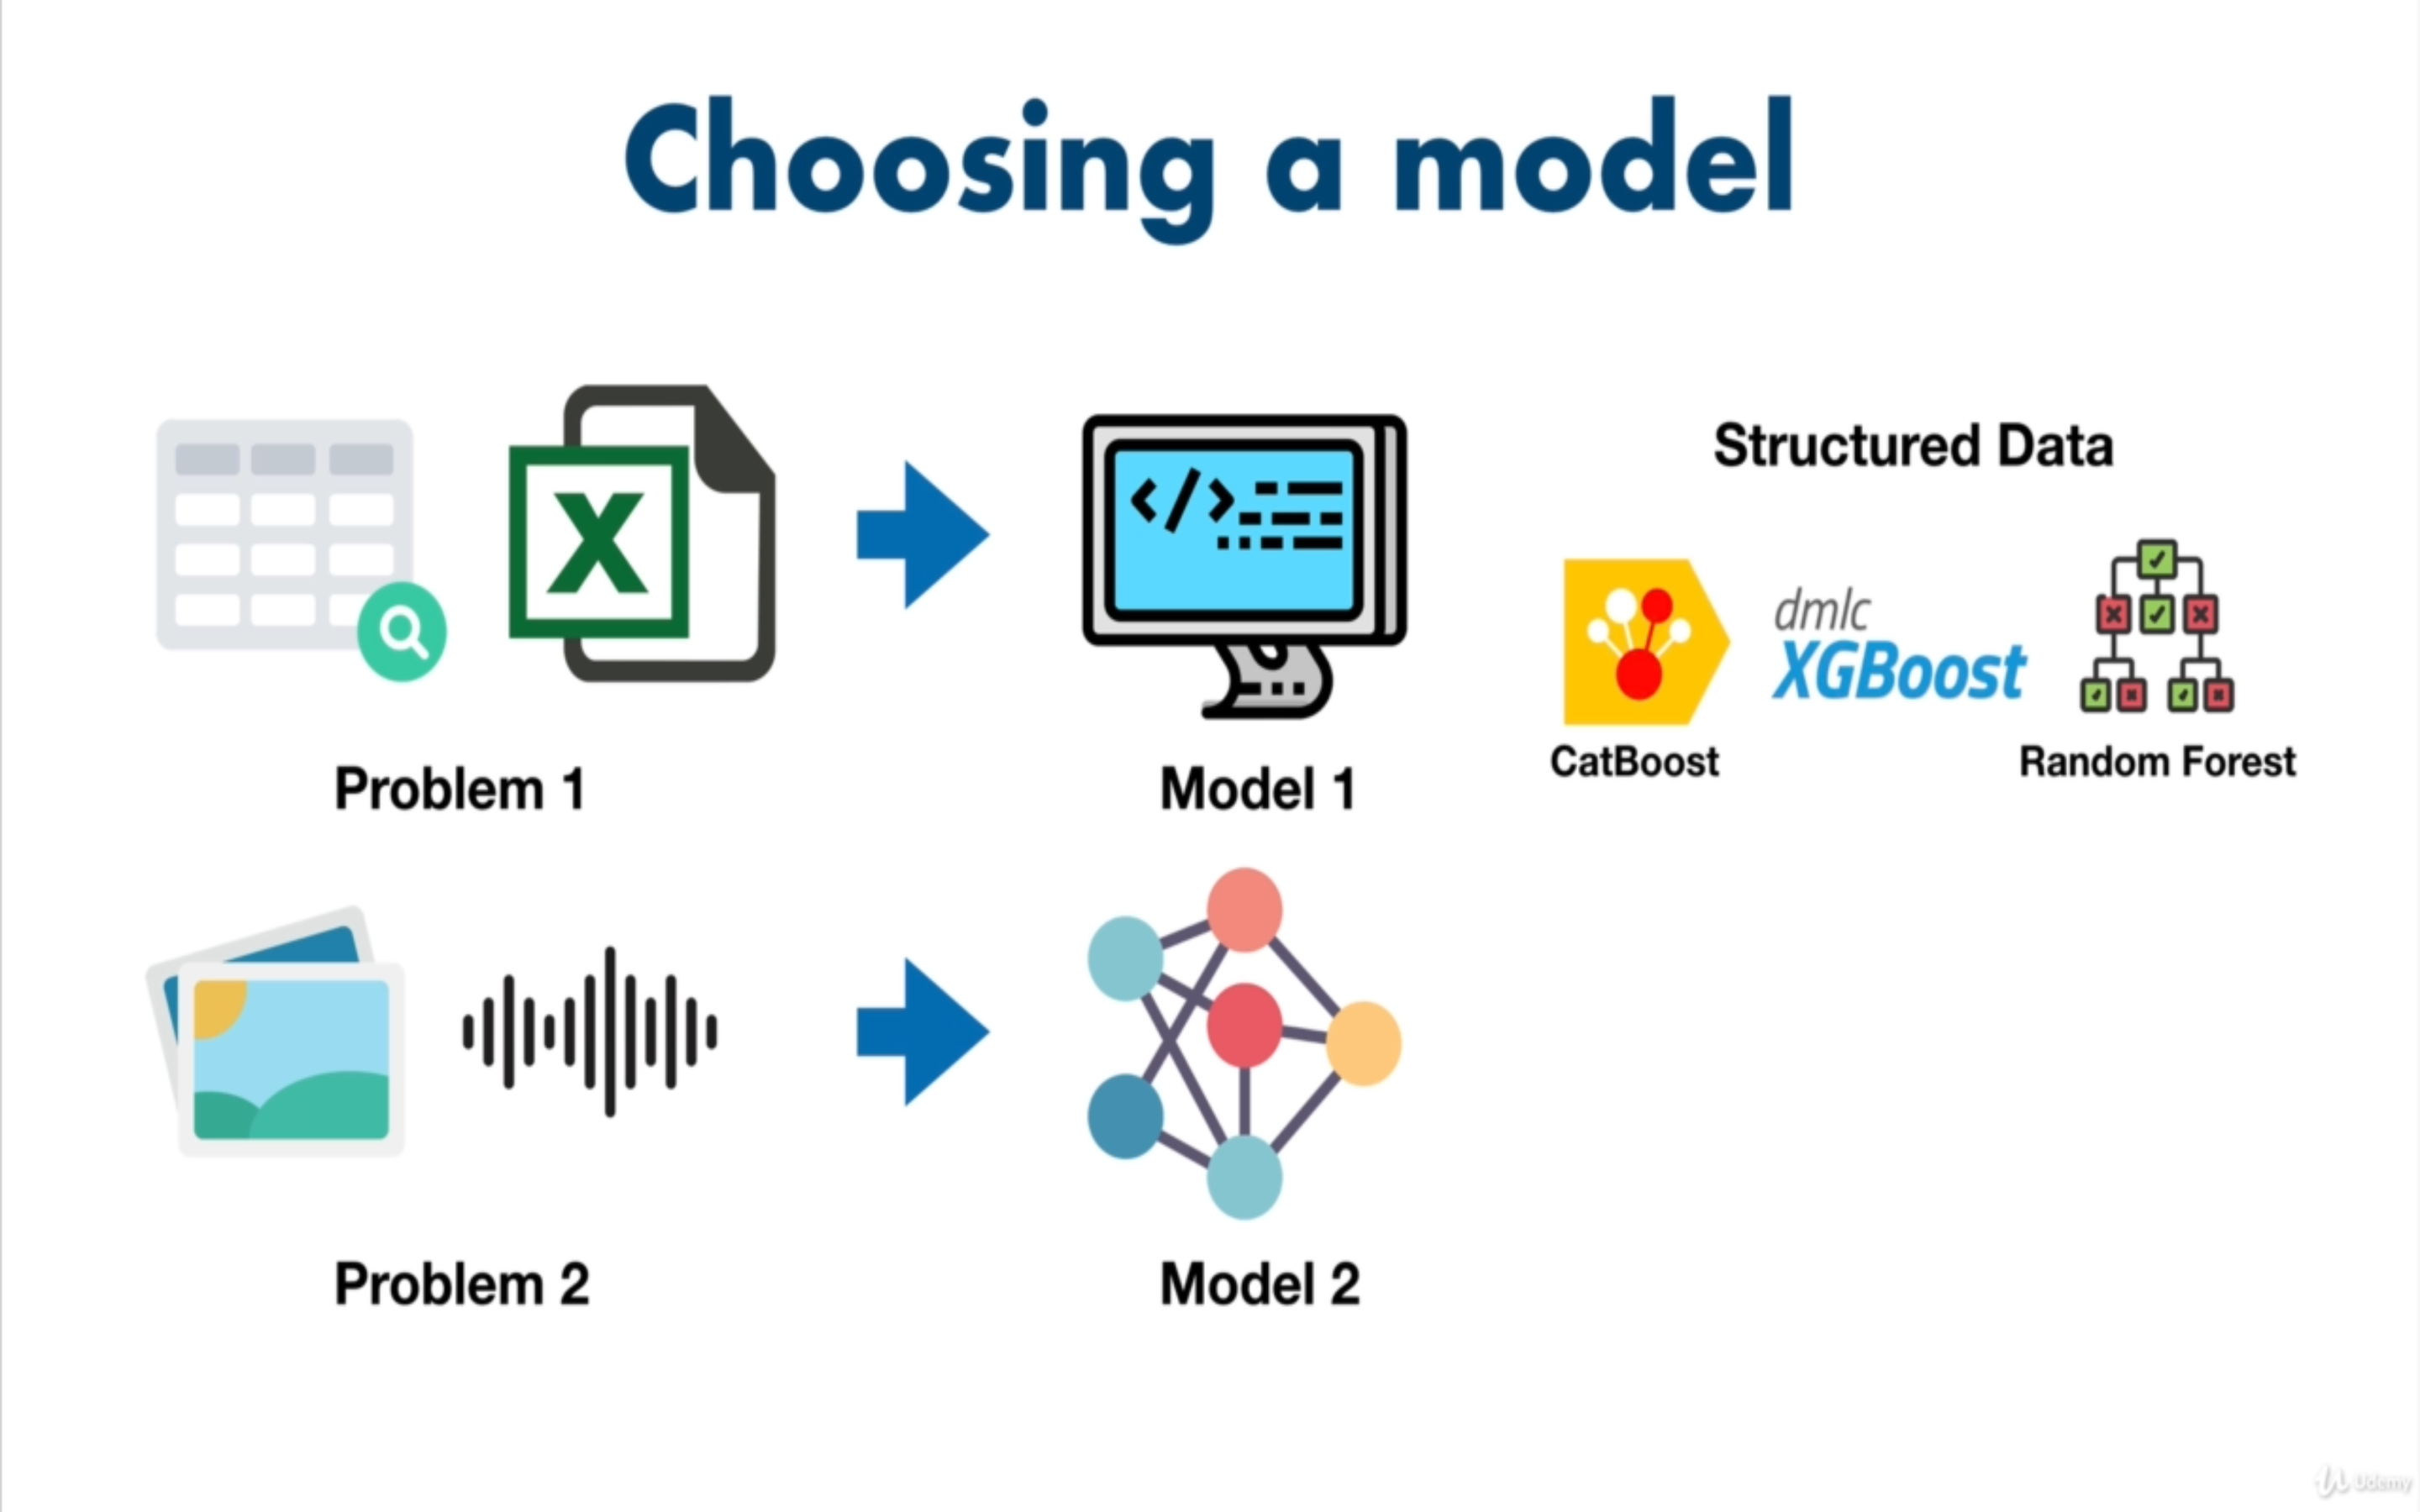 Choosing a model
Structured Data
X
</>
dmlc
XGBoost
CatBoost
Random Forest
Problem 1
Model 1
Problem 2
Model 2
Udemy